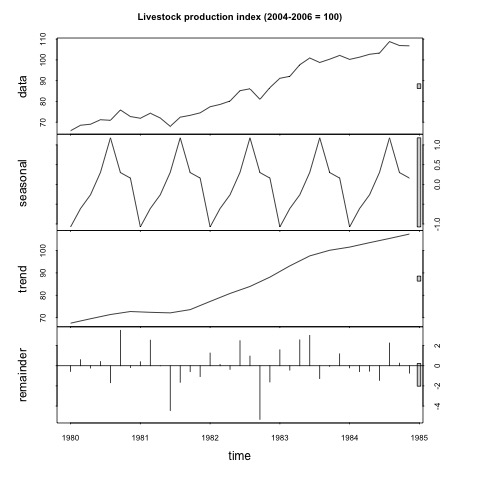 Livestock production index (2004-2006 = 100)
data
70
80
90
100
110
seasonal
-1.0
0.0
0.5
1.0
trend
70
80
90
100
remainder
-4
-2
0
2
1980 1981 1982 1983 1984 1985
time